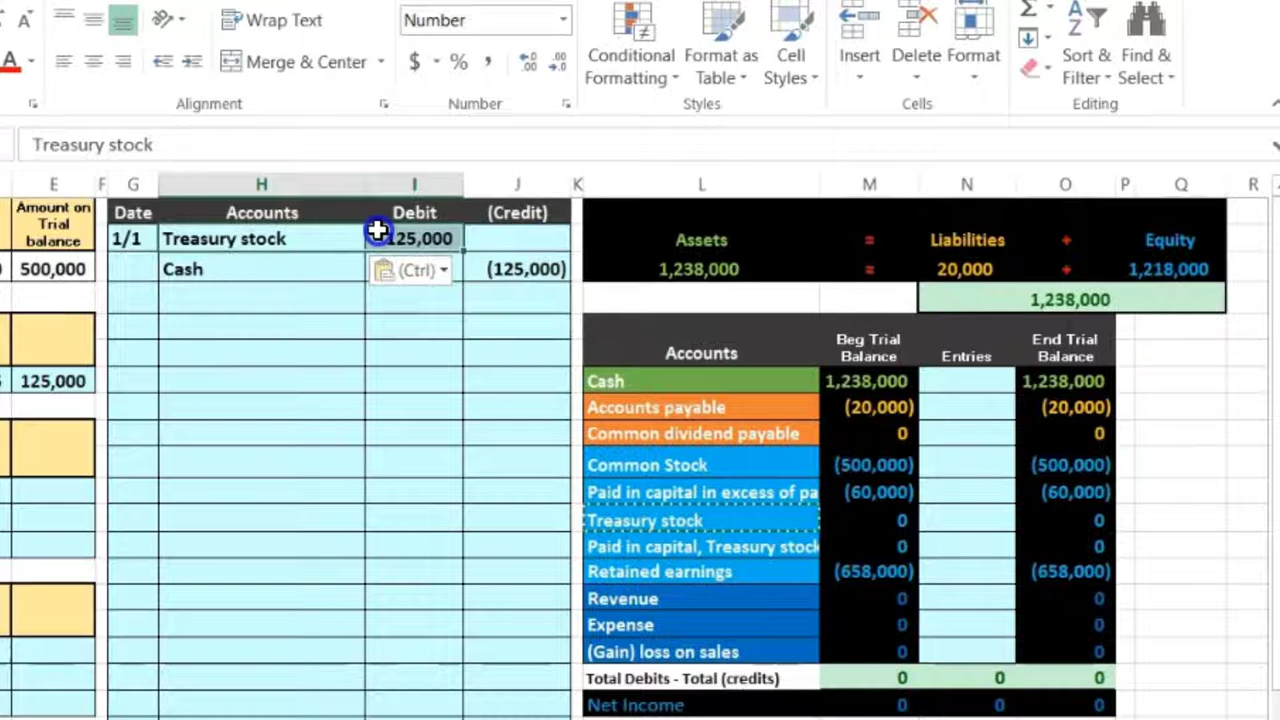 Wrap Text
Number
Merge & Center
$ % ,
Conditional Formatting
Format as Table
Cell Styles
Insert
Delete
Format
Sort & Filter
Find & Select
Alignment
Number
Styles
Cells
Editing
Treasury stock
E F G H I J K L M N O P Q R
Amount on Trial balance
Date Accounts Debit (Credit)
1/1 Treasury stock 125,000
500,000 Cash (125,000)
(Ctrl)
125,000
Assets = Liabilities + Equity
1,238,000 = 20,000 + 1,218,000
1,238,000
Accounts Beg Trial Balance Entries End Trial Balance
Cash 1,238,000 1,238,000
Accounts payable (20,000) (20,000)
Common dividend payable 0 0
Common Stock (500,000) (500,000)
Paid in capital in excess of pa (60,000) (60,000)
Treasury stock 0 0
Paid in capital, Treasury stock 0 0
Retained earnings (658,000) (658,000)
Revenue 0 0
Expense 0 0
(Gain) loss on sales 0 0
Total Debits - Total (credits) 0 0 0
Net Income 0 0 0